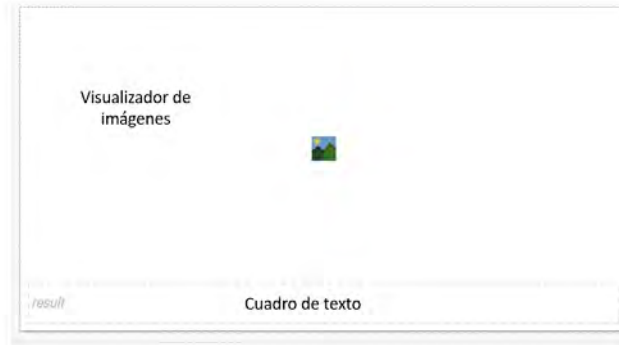 Visualizador de
imágenes
result
Cuadro de texto